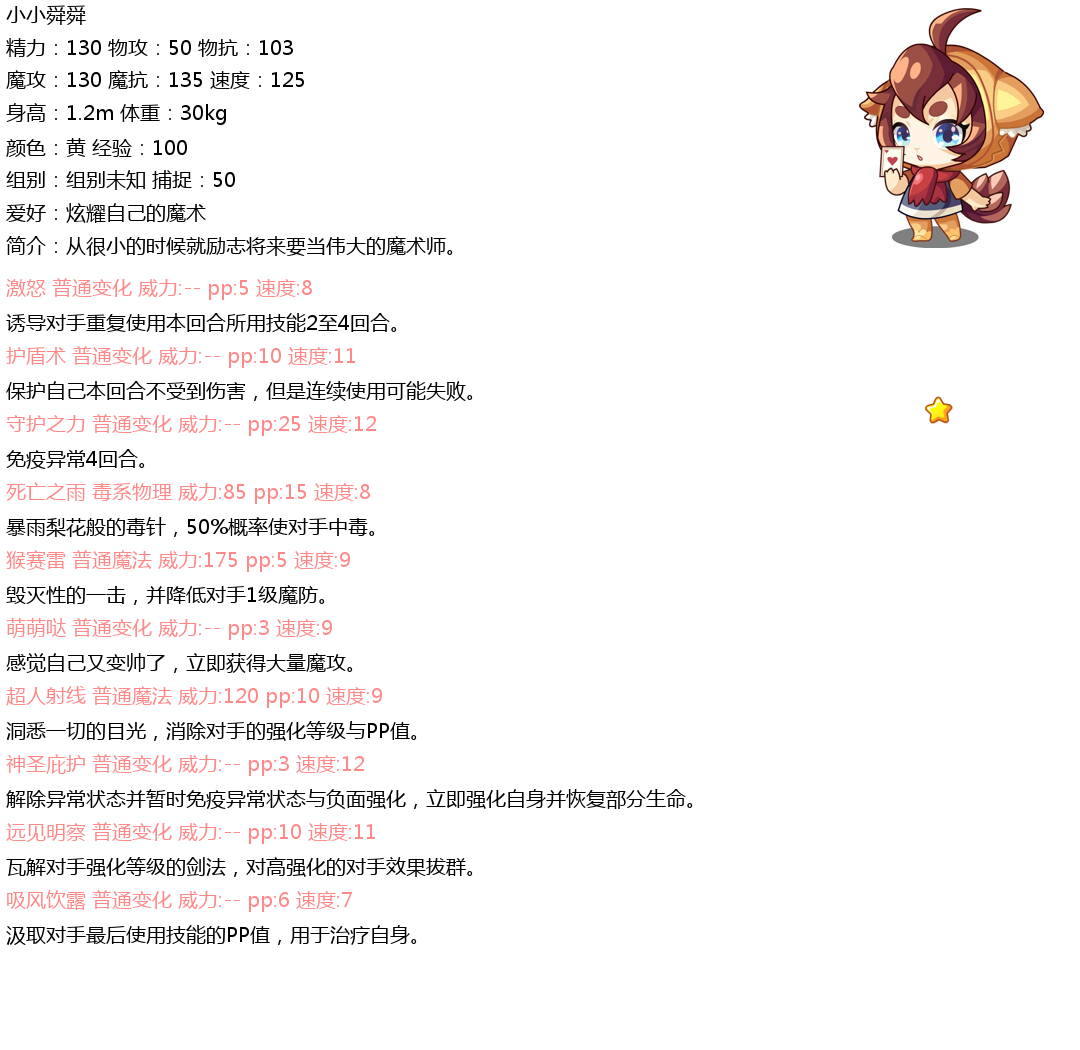 小小舜舜
精力：130 物攻：50 物抗：103
魔攻：130 魔抗：135 速度：125
身高：1.2m 体重：30kg
颜色：黄 经验：100
组别：组别未知 捕捉：50
爱好：炫耀自己的魔术
简介：从很小的时候就励志将来要当伟大的魔术师。
激怒 普通变化 威力:-- pp:5 速度:8
诱导对手重复使用本回合所用技能2至4回合。
护盾术 普通变化 威力:-- pp:10 速度:11
保护自己本回合不受到伤害，但是连续使用可能失败。
守护之力 普通变化 威力:-- pp:25 速度:12
免疫异常4回合。
死亡之雨 毒系物理 威力:85 pp:15 速度:8
暴雨梨花般的毒针，50%概率使对手中毒。
猴赛雷 普通魔法 威力:175 pp:5 速度:9
毁灭性的一击，并降低对手1级魔防。
萌萌哒 普通变化 威力:-- pp:3 速度:9
感觉自己又变帅了，立即获得大量魔攻。
超人射线 普通魔法 威力:120 pp:10 速度:9
洞悉一切的目光，消除对手的强化等级与PP值。
神圣庇护 普通变化 威力:-- pp:3 速度:12
解除异常状态并暂时免疫异常状态与负面强化，立即强化自身并恢复部分生命。
远见明察 普通变化 威力:-- pp:10 速度:11
瓦解对手强化等级的剑法，对高强化的对手效果拔群。
吸风饮露 普通变化 威力:-- pp:6 速度:7
汲取对手最后使用技能的PP值，用于治疗自身。